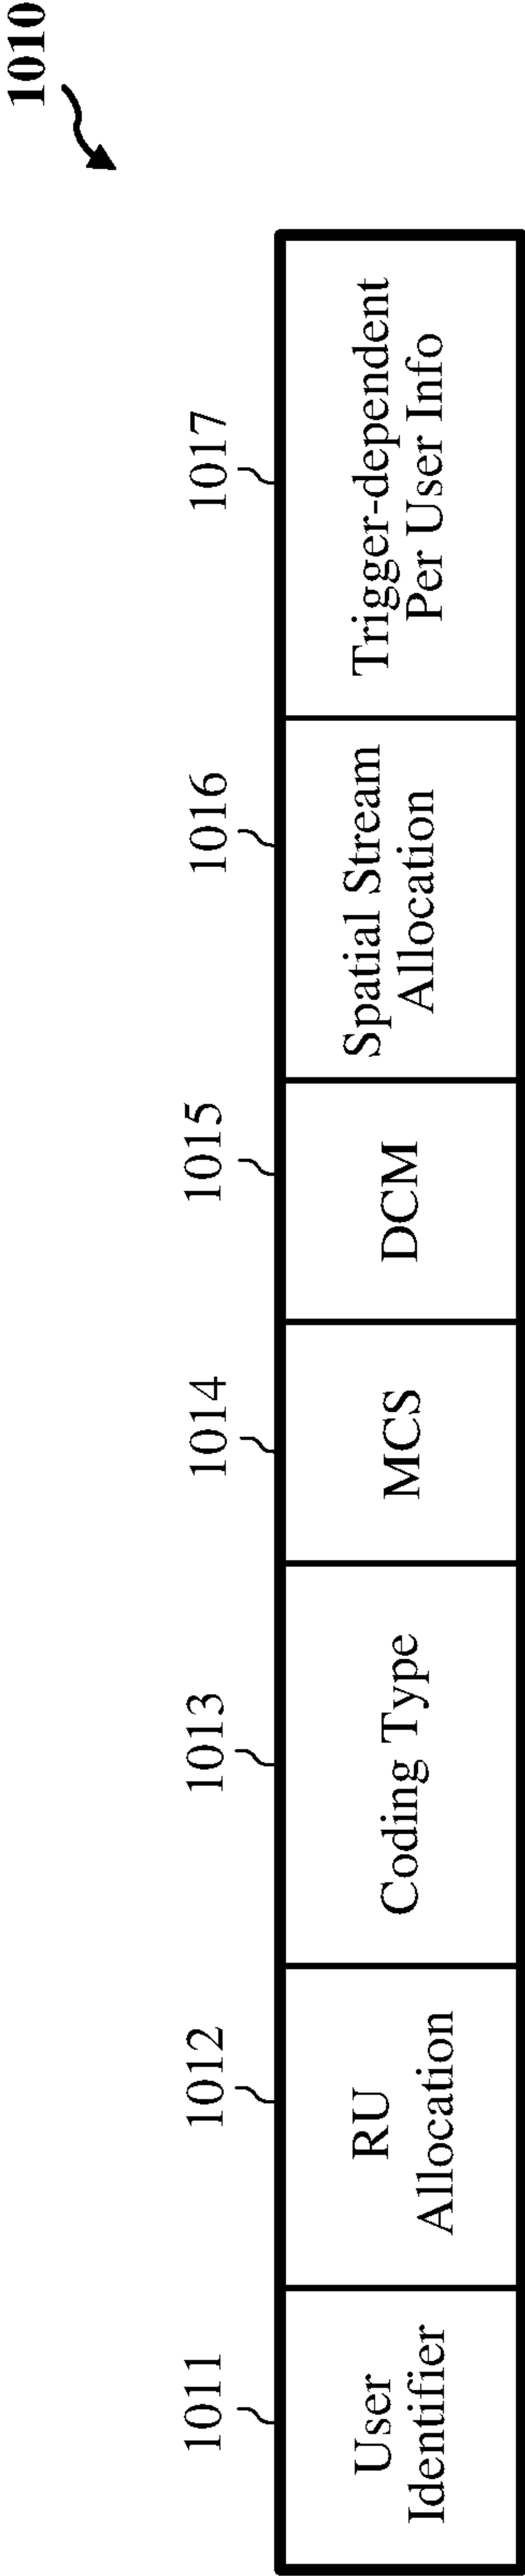 1010
1011
1012
1013
1014
1015
1016
1017
User
Identifier
RU
Allocation
Coding Type
MCS
DCM
Spatial Stream
Allocation
Trigger-dependent
Per User Info